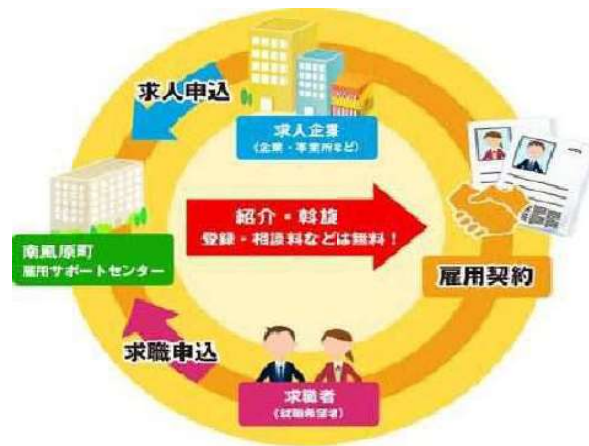 求人申込
求人企業
(企業・事業所など)
紹介・斡旋
登録・相談料などは無料！
南風原町
雇用サポートセンター
雇用契約
求職申込
求職者
(就職希望者)